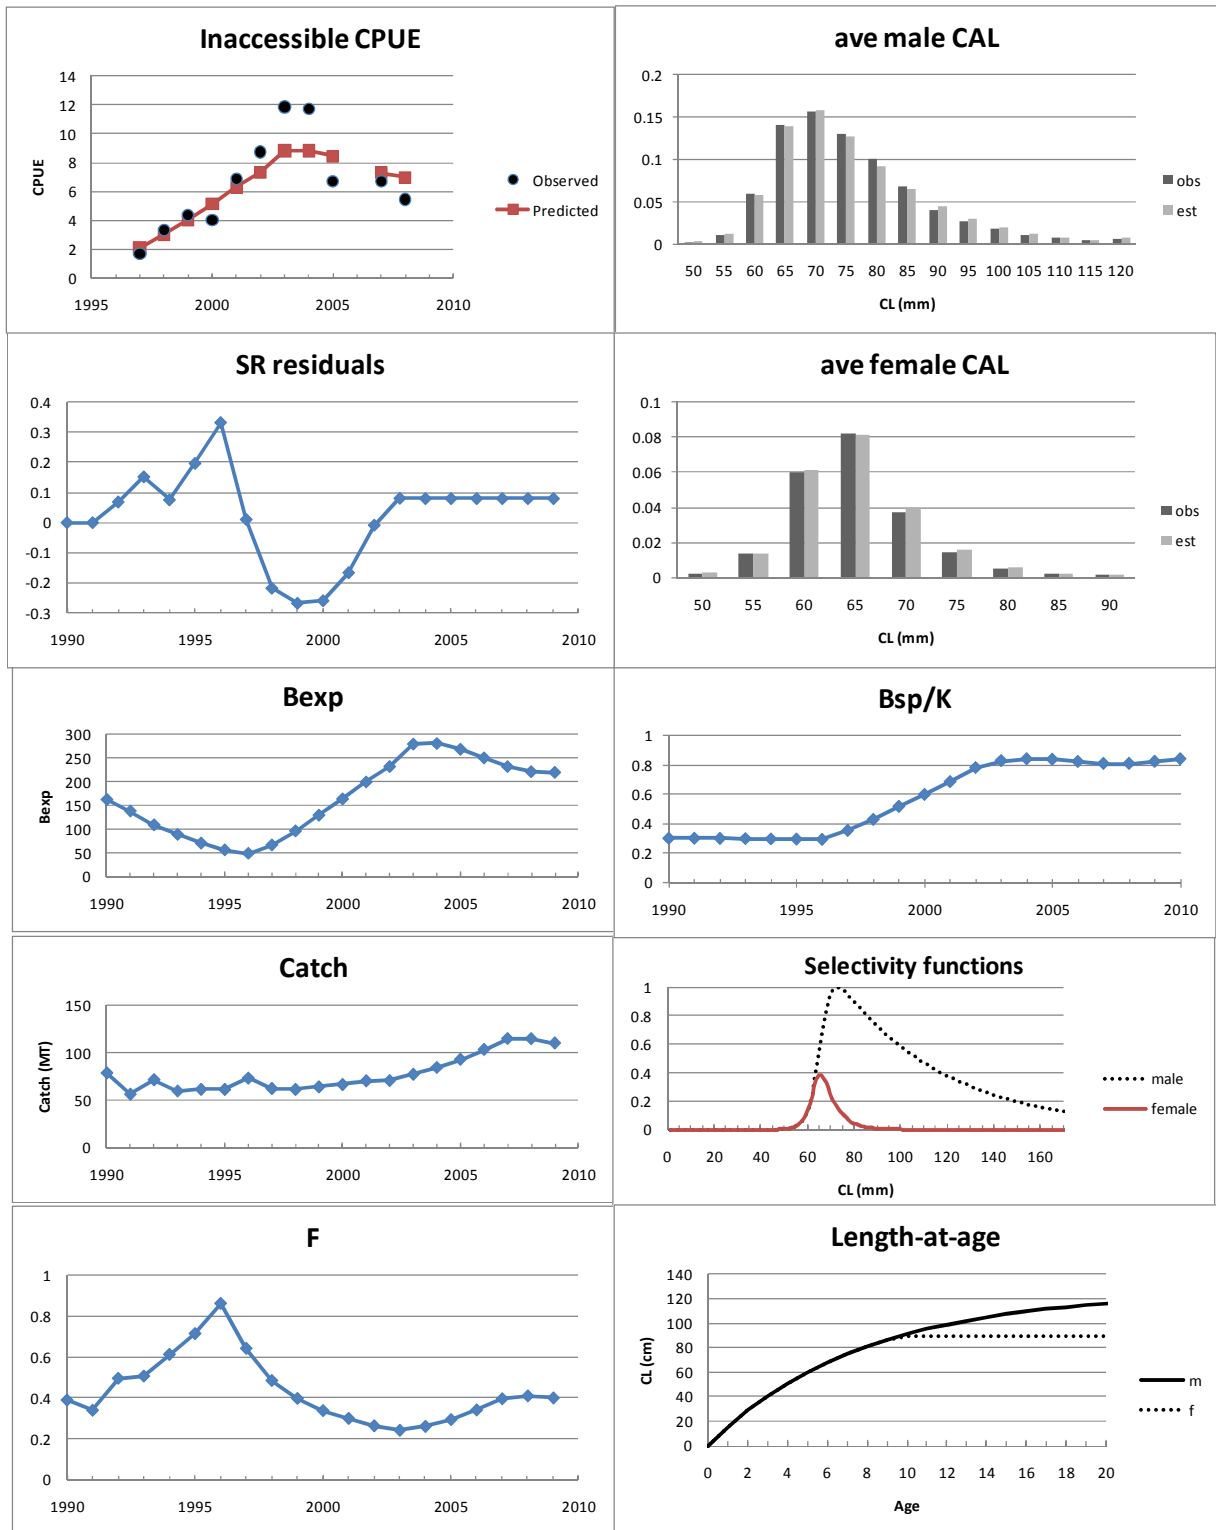 Inaccessible CPUE
14
12
10
8
6
4
2
0
CPUE
1995 2000 2005 2010
Observed
Predicted
ave male CAL
0.2
0.15
0.1
0.05
0
50 55 60 65 70 75 80 85 90 95 100 105 110 115 120
CL (mm)
obs
est
SR residuals
0.4
0.3
0.2
0.1
0
-0.1
-0.2
-0.3
1990 1995 2000 2005 2010
ave female CAL
0.1
0.08
0.06
0.04
0.02
0
50 55 60 65 70 75 80 85 90
CL (mm)
obs
est
Bexp
300
250
200
150
100
50
0
Bexp
1990 1995 2000 2005 2010
Bsp/K
1
0.8
0.6
0.4
0.2
0
1990 1995 2000 2005 2010
Catch
150
100
50
0
Catch (MT)
1990 1995 2000 2005 2010
Selectivity functions
1
0.8
0.6
0.4
0.2
0
0 20 40 60 80 100 120 140 160
CL (mm)
male
female
F
1
0.8
0.6
0.4
0.2
0
1990 1995 2000 2005 2010
Length-at-age
140
120
100
80
60
40
20
0
CL (cm)
0 2 4 6 8 10 12 14 16 18 20
Age
m
f